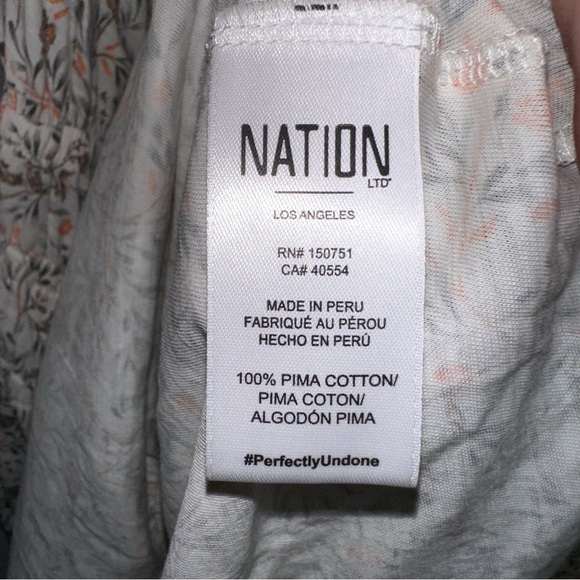 NATION
LTD
LOS ANGELES
RN# 150751
CA# 40554
MADE IN PERU
FABRIQUÉ AU PÉROU
HECHO EN PERÚ
100% PIMA COTTON/
PIMA COTON/
ALGODÓN PIMA
#PerfectlyUndone